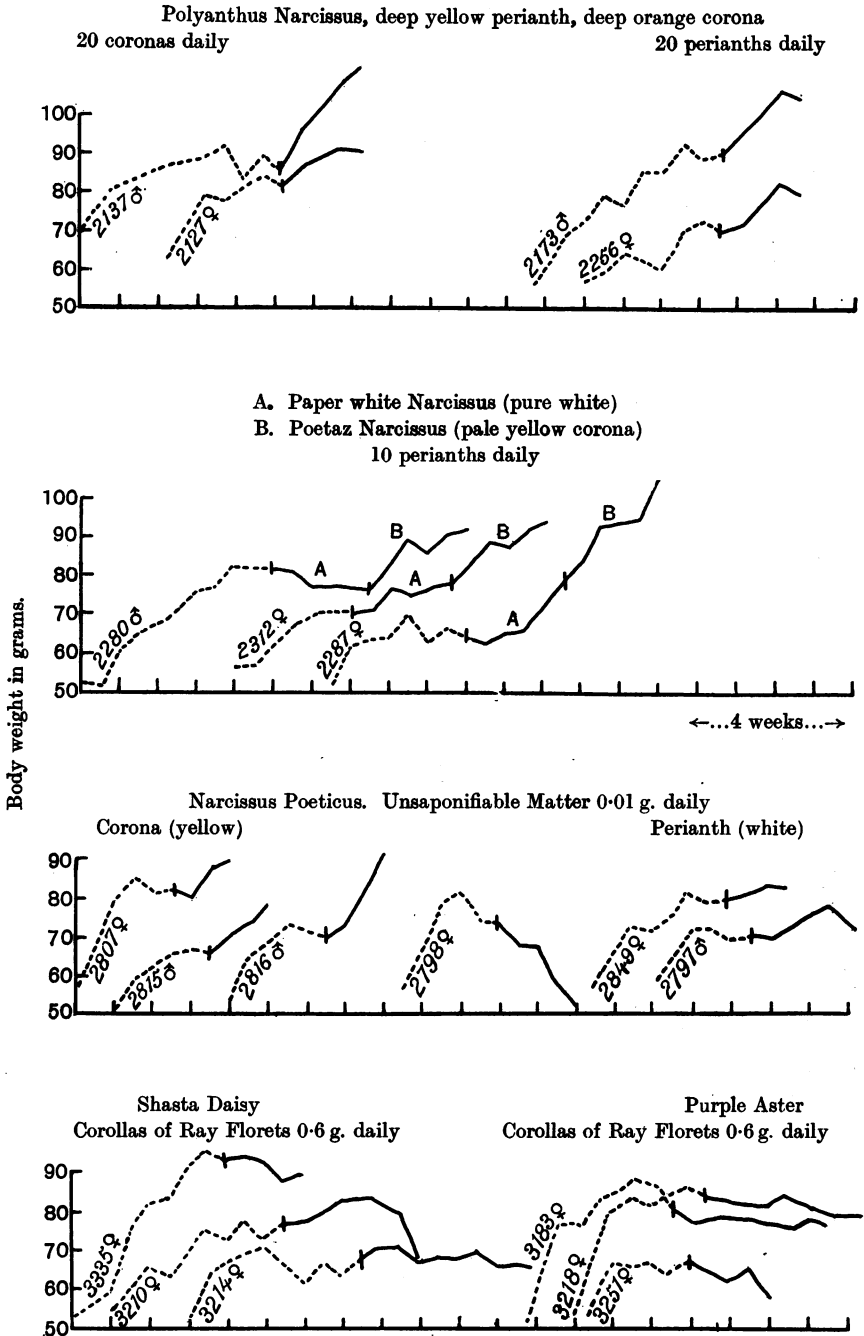 Polyanthus Narcissus, deep yellow perianth, deep orange corona
20 coronas daily
20 perianths daily
100
90
80
70
60
50
2137♂
2127♀
2173♂
2256♀
A. Paper white Narcissus (pure white)
B. Poetaz Narcissus (pale yellow corona)
10 perianths daily
100
90
80
70
60
50
A
B
A
B
A
B
2280♂
2312♀
2287♀
←...4 weeks...→
Body weight in grams.
Narcissus Poeticus. Unsaponifiable Matter 0·01 g. daily
Corona (yellow)
Perianth (white)
90
80
70
60
50
2807♀
2815♂
2816♂
2798♀
2849♀
2797♂
Shasta Daisy
Corollas of Ray Florets 0·6 g. daily
Purple Aster
Corollas of Ray Florets 0·6 g. daily
90
80
70
60
50
3335♀
3210♀
3214♀
3183♀
3218♀
3251♀